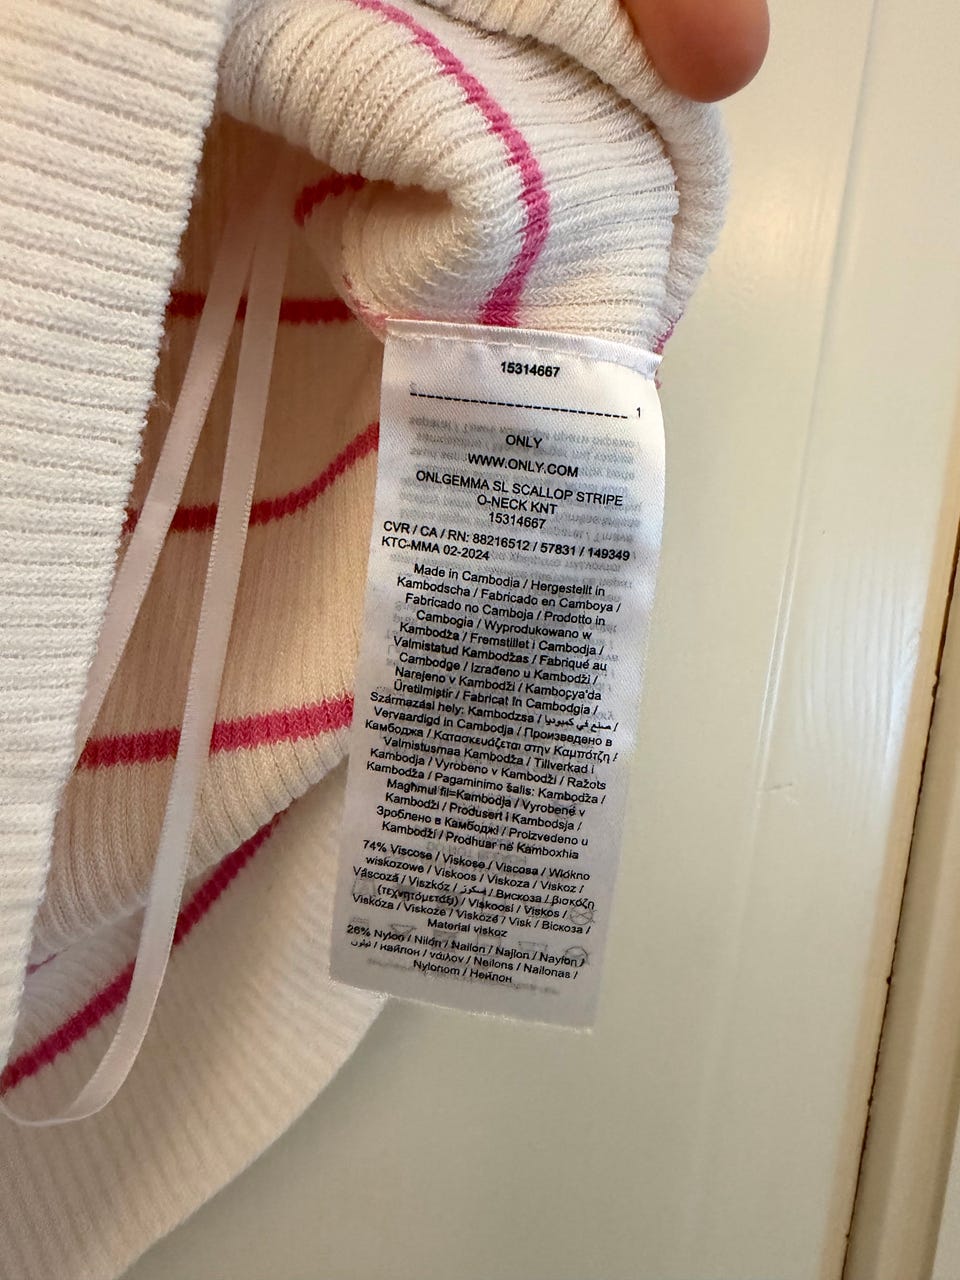 15314667
1
ONLY
WWW.ONLY.COM
ONLGEMMA SL SCALLOP STRIPE
O-NECK KNT
15314667
CVR / CA / RN: 88216512 / 57831 / 149349
KTC-MMA 02-2024
Made in Cambodia / Hergestellt in
Kambodscha / Fabricado en Camboya /
Fabricado no Camboja / Prodotto in
Cambogia / Wyprodukowano w
Kambodża / Fremstillet i Cambodja /
Valmistatud Kambodžas / Fabriqué au
Cambodge / Izrađeno u Kambodži /
Narejeno v Kambodži / Kamboçya'da
Üretilmiştir / Fabricat în Cambodgia /
Származási hely: Kambodzsa / صنع في كمبوديا /
Vervaardigd in Cambodja / Произведено в
Камбоджа / Κατασκευάζεται στην Καμπότζη /
Valmistusmaa Kambodža / Tillverkad i
Kambodja / Vyrobeno v Kambodži / Ražots
Kambodža / Pagaminimo šalis: Kambodža /
Magħmul fil=Kambodja / Vyrobené v
Kambodži / Produsert i Kambodsja /
Зроблено в Камбоджі / Proizvedeno u
Kambodži / Prodhuar në Kamboxhia
74% Viscose / Viskose / Viscosa / Włókno
wiskozowe / Viskoos / Viskoza / Viskoz /
Vâscoză / Viszkóz / فسكوز / Вискоза / βισκόζη
(τεχνητόμετάξι) / Viskoosi / Viskos /
Viskóza / Viskoze / Viskozė / Visk / Віскоза /
Material viskoz
26% Nylon / Nilón / Nailon / Najlon / Naylon /
نيلون / найлон / νάιλον / Neilons / Nailonas /
Nylonom / Нейлон